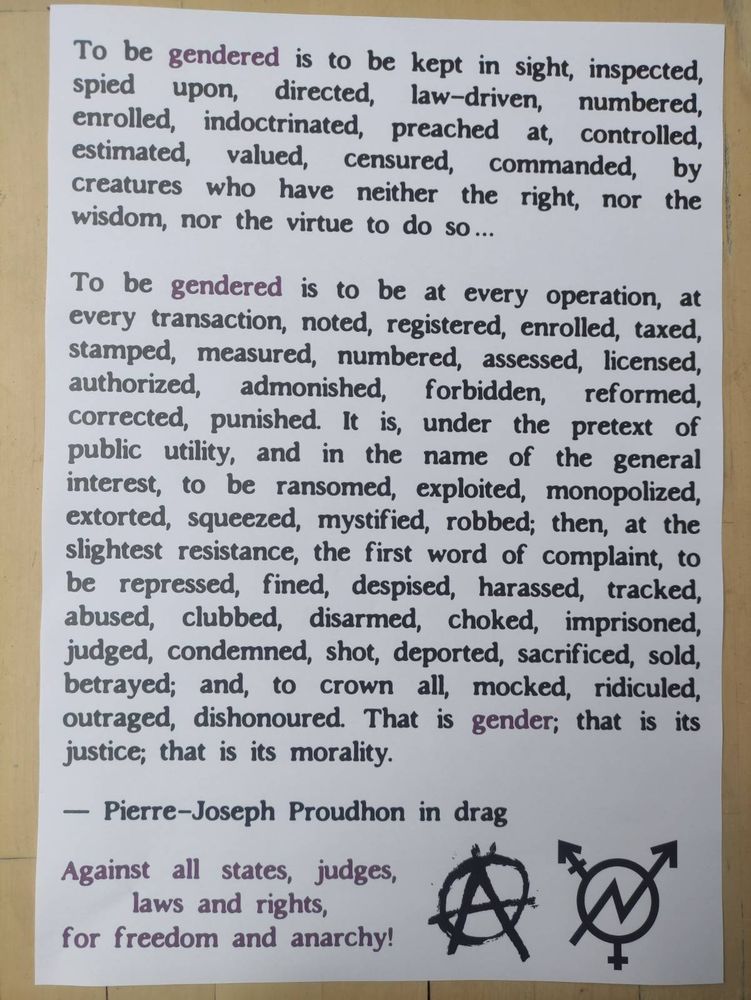 To be gendered is to be kept in sight, inspected,
spied upon, directed, law-driven, numbered,
enrolled, indoctrinated, preached at, controlled,
estimated, valued, censured, commanded, by
creatures who have neither the right, nor the
wisdom, nor the virtue to do so...
To be gendered is to be at every operation, at
every transaction, noted, registered, enrolled, taxed,
stamped, measured, numbered, assessed, licensed,
authorized, admonished, forbidden, reformed,
corrected, punished. It is, under the pretext of
public utility, and in the name of the general
interest, to be ransomed, exploited, monopolized,
extorted, squeezed, mystified, robbed; then, at the
slightest resistance, the first word of complaint, to
be repressed, fined, despised, harassed, tracked,
abused, clubbed, disarmed, choked, imprisoned,
judged, condemned, shot, deported, sacrificed, sold,
betrayed; and, to crown all, mocked, ridiculed,
outraged, dishonoured. That is gender; that is its
justice; that is its morality.
— Pierre-Joseph Proudhon in drag
Against all states, judges,
laws and rights,
for freedom and anarchy!